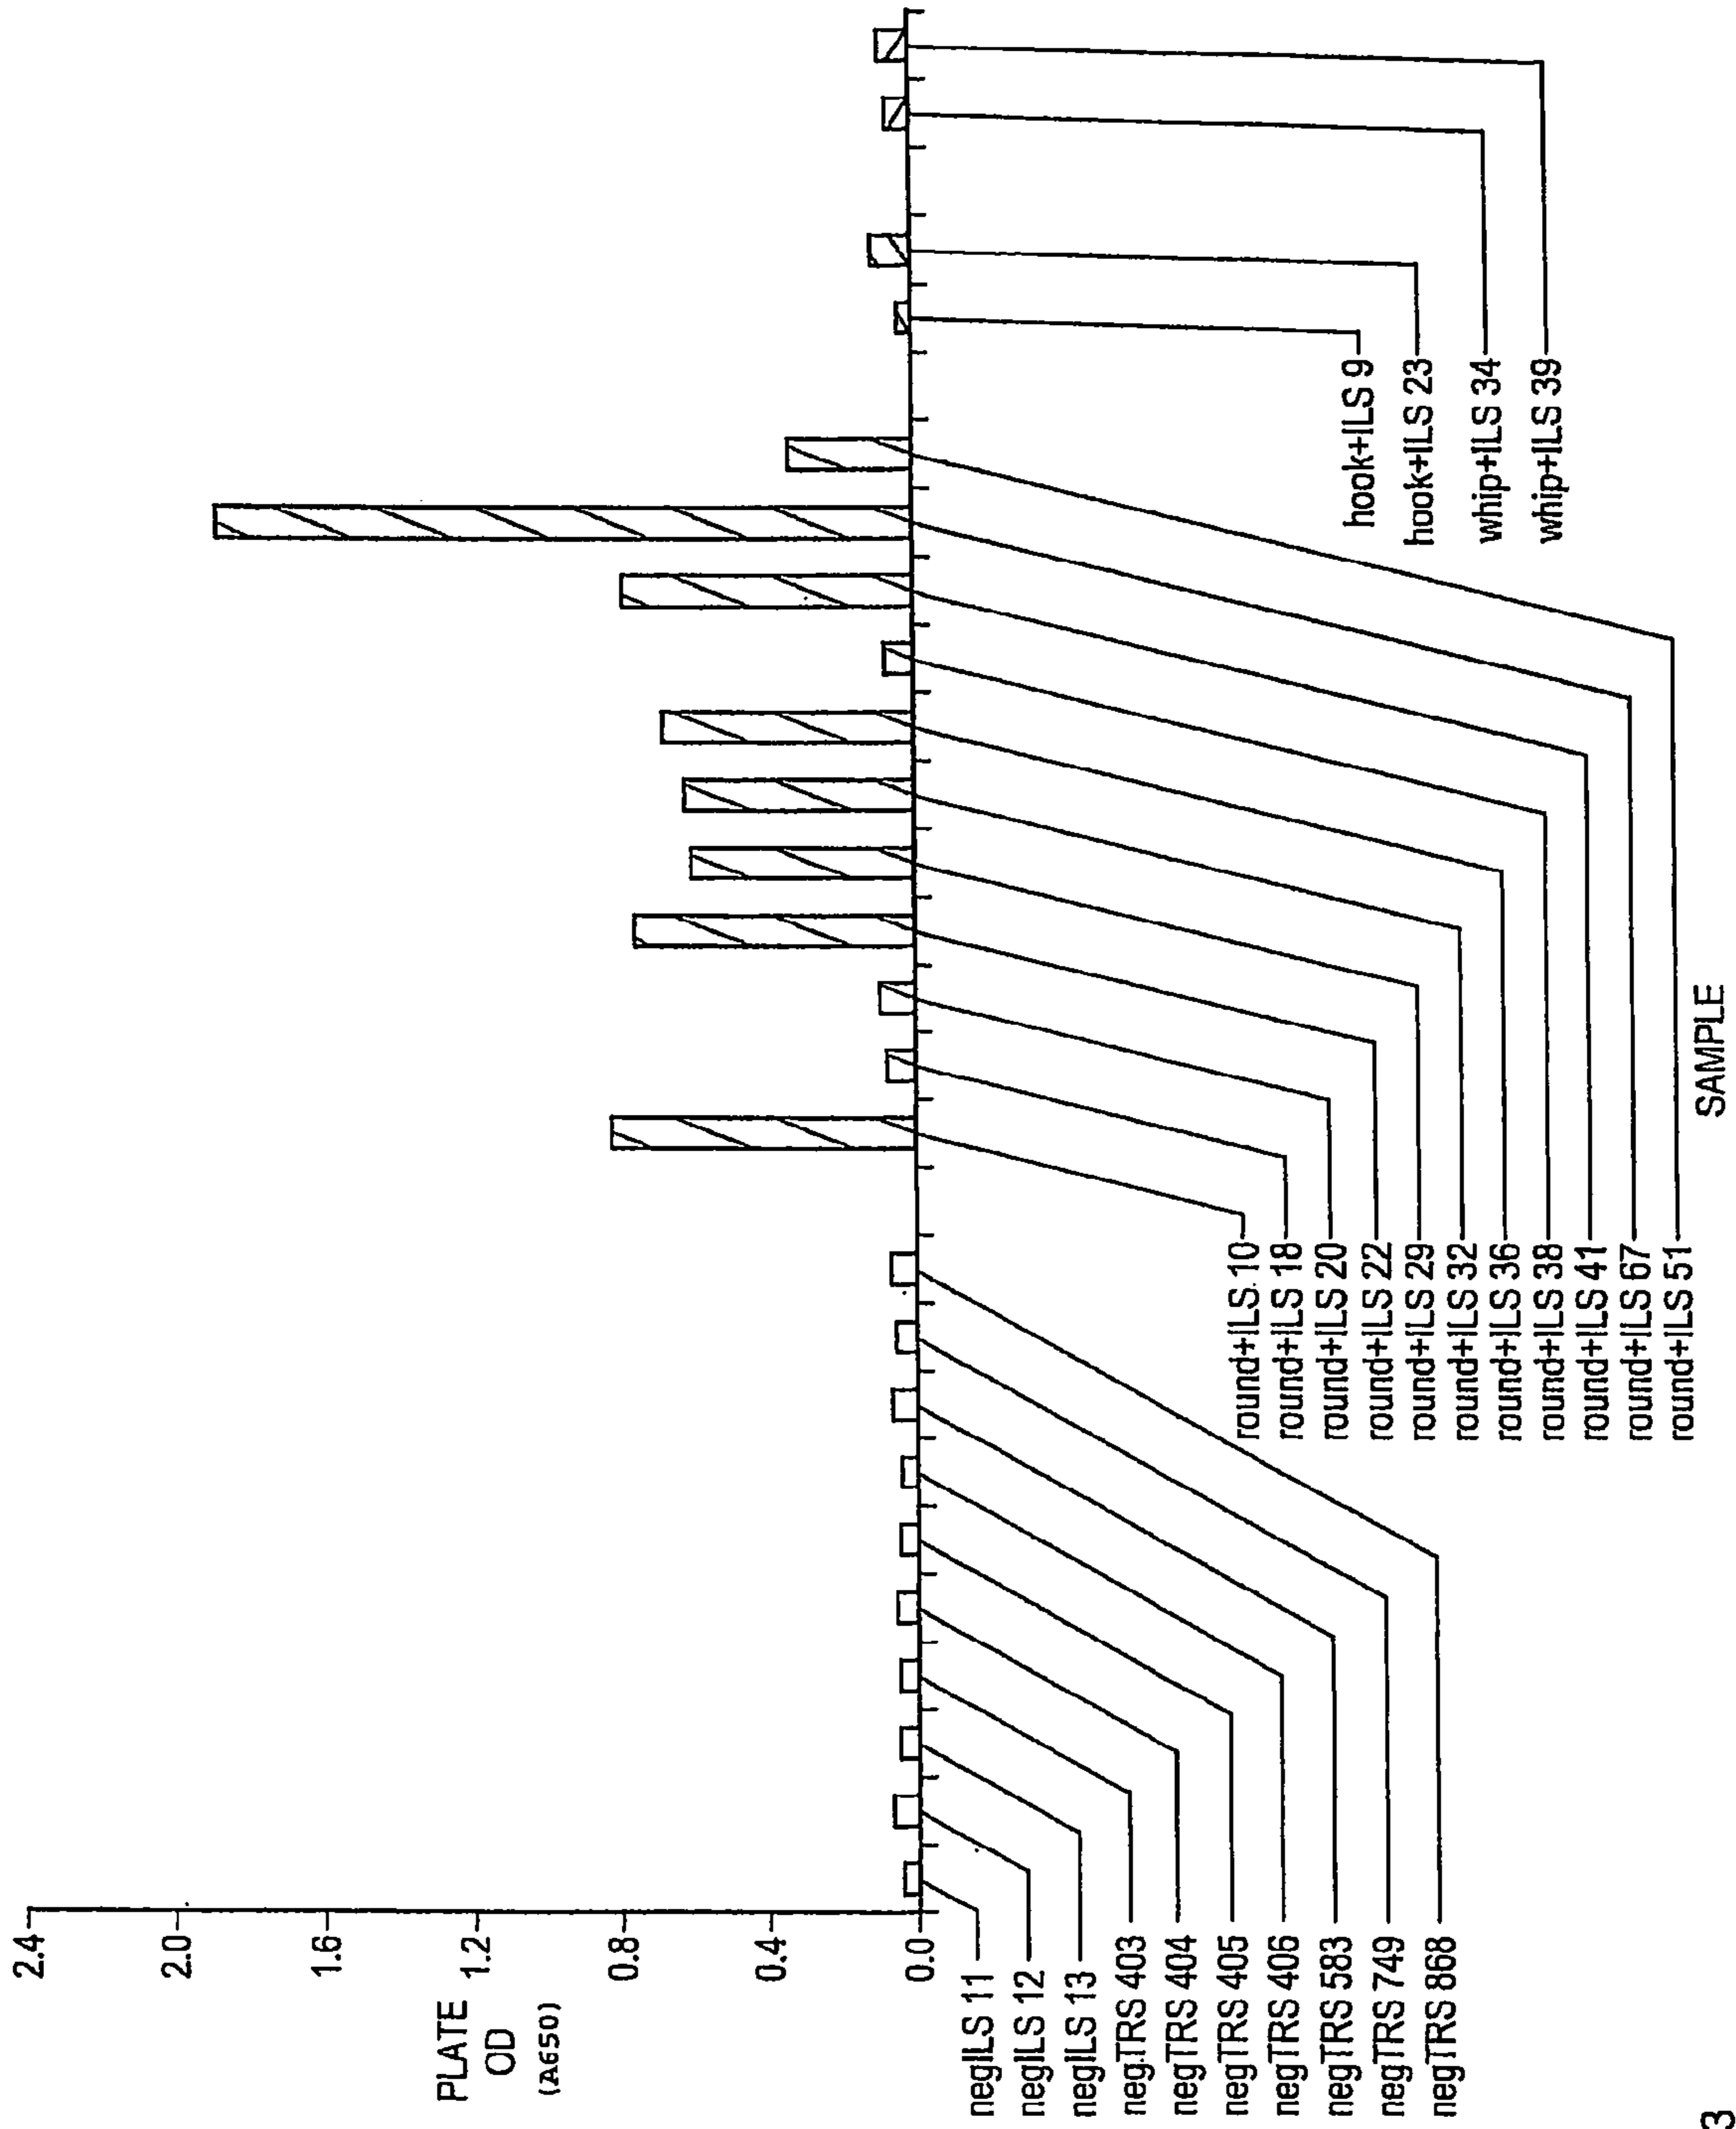 2.4
2.0
1.6
1.2
0.8
0.4
0.0
PLATE
OD
(A650)
negILS 11
negILS 12
negILS 13
negTRS 403
negTRS 404
negTRS 405
negTRS 406
negTRS 583
negTRS 749
negTRS 868
round+ILS 10
round+ILS 18
round+ILS 20
round+ILS 22
round+ILS 29
round+ILS 32
round+ILS 36
round+ILS 38
round+ILS 41
round+ILS 67
round+ILS 51
hook+ILS 9
hook+ILS 23
whip+ILS 34
whip+ILS 39
SAMPLE
3